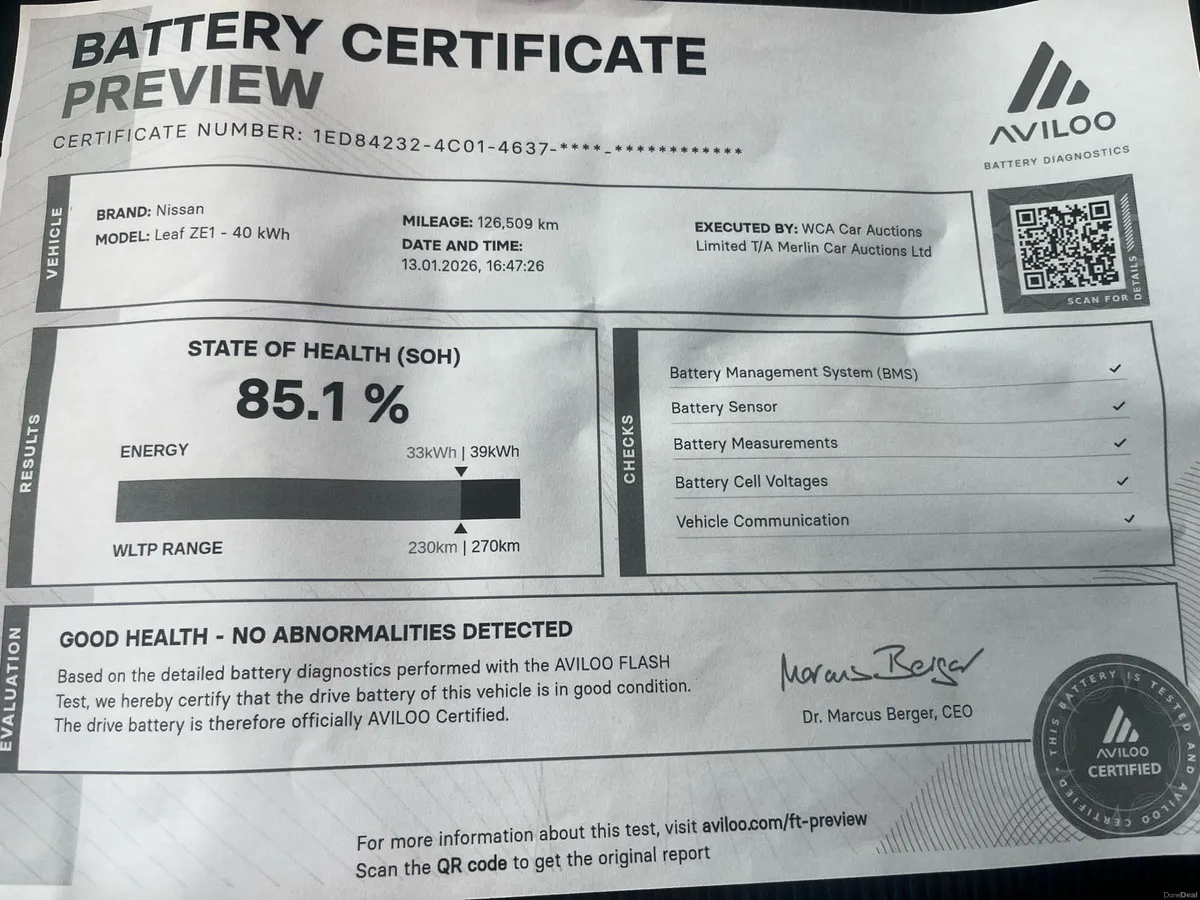 BATTERY CERTIFICATE
PREVIEW
CERTIFICATE NUMBER: 1ED84232-4C01-4637-****-************
AVILOO
BATTERY DIAGNOSTICS
VEHICLE
BRAND: Nissan
MODEL: Leaf ZE1 - 40 kWh
MILEAGE: 126,509 km
DATE AND TIME:
13.01.2026, 16:47:26
EXECUTED BY: WCA Car Auctions
Limited T/A Merlin Car Auctions Ltd
SCAN FOR DETAILS
RESULTS
STATE OF HEALTH (SOH)
85.1 %
ENERGY
33kWh | 39kWh
WLTP RANGE
230km | 270km
CHECKS
Battery Management System (BMS)
Battery Sensor
Battery Measurements
Battery Cell Voltages
Vehicle Communication
EVALUATION
GOOD HEALTH - NO ABNORMALITIES DETECTED
Based on the detailed battery diagnostics performed with the AVILOO FLASH
Test, we hereby certify that the drive battery of this vehicle is in good condition.
The drive battery is therefore officially AVILOO Certified.
Marcus Berger
Dr. Marcus Berger, CEO
THIS BATTERY IS TESTED AND AVILOO CERTIFIED
AVILOO
CERTIFIED
For more information about this test, visit aviloo.com/ft-preview
Scan the QR code to get the original report
DoneDeal